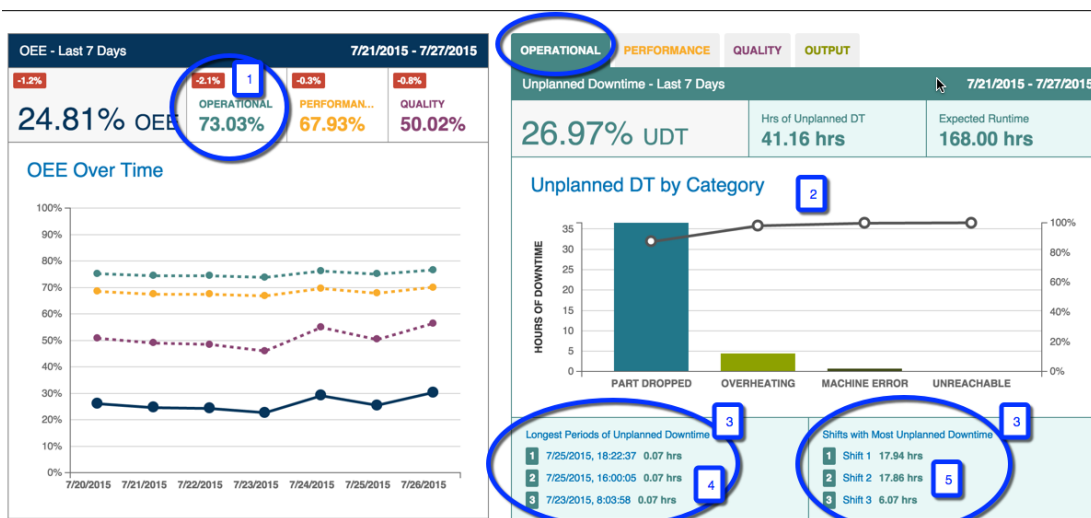 OEE - Last 7 Days 7/21/2015 - 7/27/2015
-1.2% -2.1% 1 -0.3% -0.8%
24.81% OEE
OPERATIONAL 73.03%
PERFORMAN... 67.93%
QUALITY 50.02%
OEE Over Time
100%
90%
80%
70%
60%
50%
40%
30%
20%
10%
0%
7/20/2015 7/21/2015 7/22/2015 7/23/2015 7/24/2015 7/25/2015 7/26/2015
OPERATIONAL PERFORMANCE QUALITY OUTPUT
Unplanned Downtime - Last 7 Days 7/21/2015 - 7/27/2015
26.97% UDT
Hrs of Unplanned DT
41.16 hrs
Expected Runtime
168.00 hrs
Unplanned DT by Category 2
HOURS OF DOWNTIME
35
30
25
20
15
10
5
0
100%
80%
60%
40%
20%
0%
PART DROPPED OVERHEATING MACHINE ERROR UNREACHABLE
Longest Periods of Unplanned Downtime 3
1 7/25/2015, 18:22:37 0.07 hrs
2 7/25/2015, 16:00:05 0.07 hrs 4
3 7/23/2015, 8:03:58 0.07 hrs
Shifts with Most Unplanned Downtime 3
1 Shift 1 17.94 hrs
2 Shift 2 17.86 hrs 5
3 Shift 3 6.07 hrs